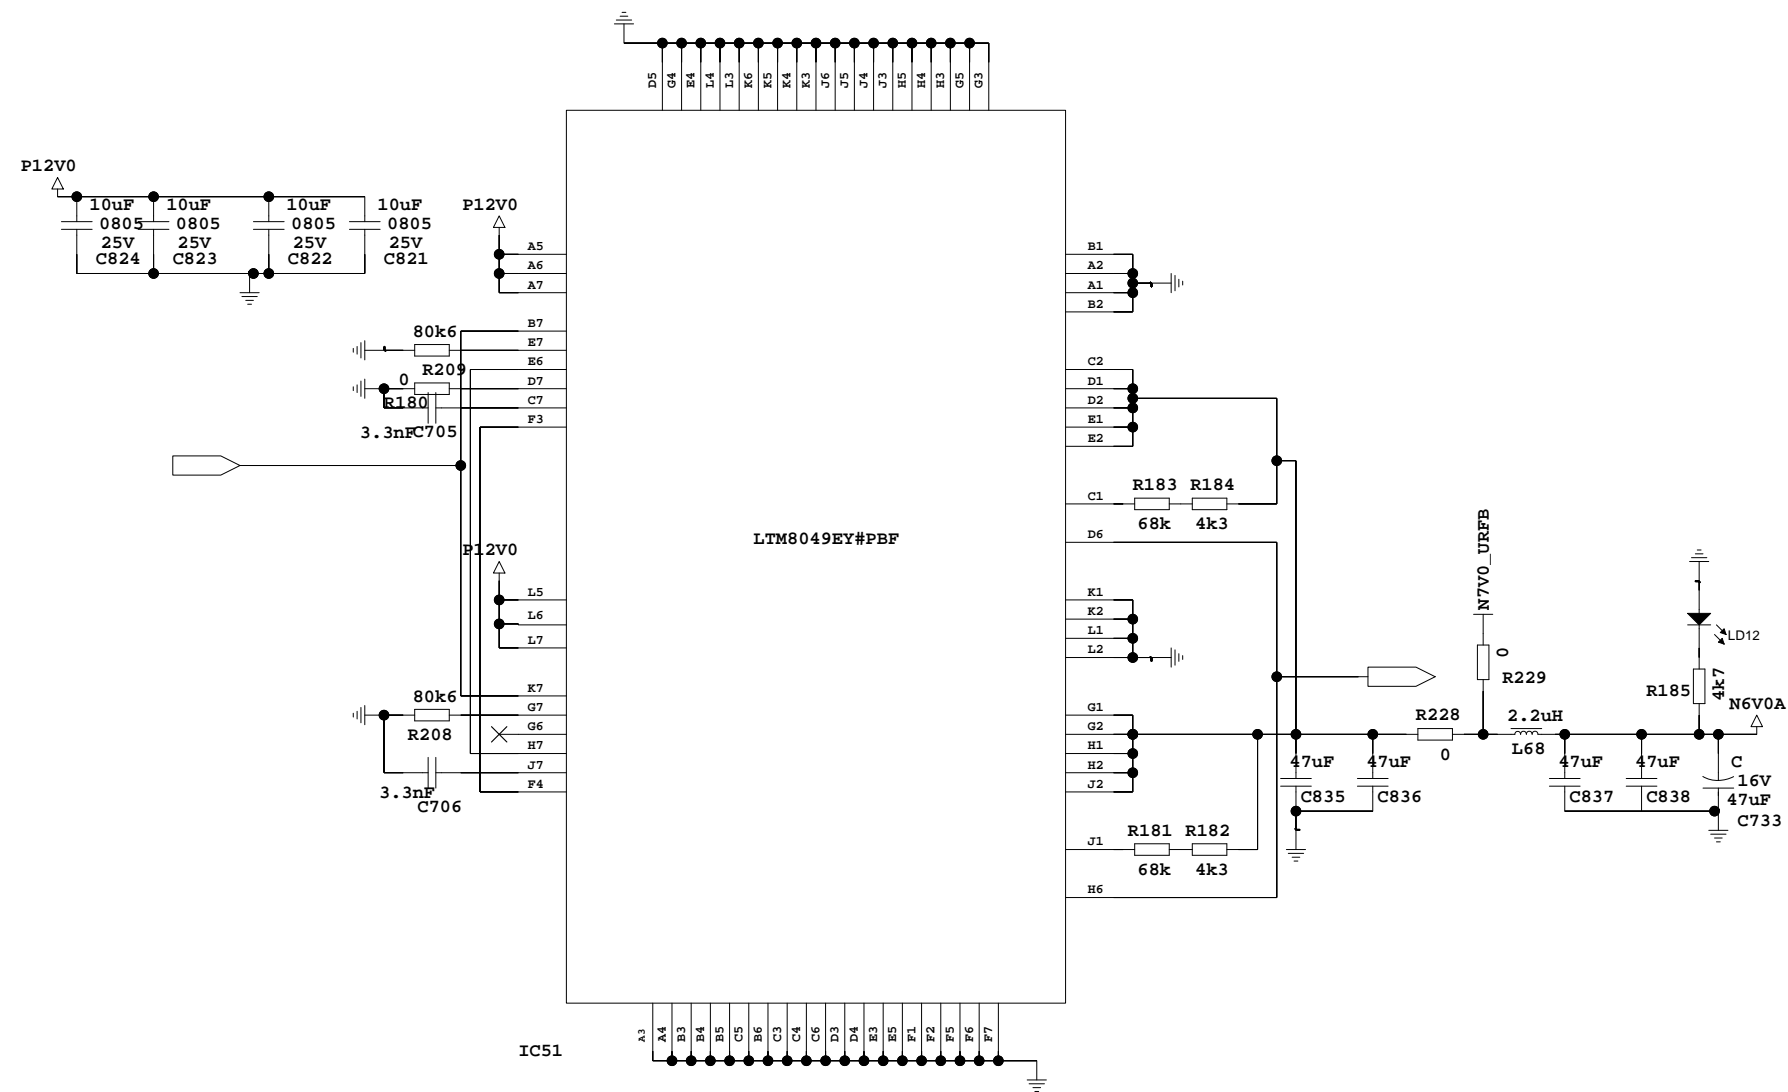 D5 G4 E4 L4 L3 K6 K5 K4 K3 J6 J5 J4 J3 H5 H4 H3 G5 G3
P12V0
10uF 10uF 10uF 10uF
0805 0805 0805 0805
25V 25V 25V 25V
C824 C823 C822 C821
P12V0
A5
A6
A7
B7
80k6
E7
R209
E6
0
D7
R180
C7
3.3nF
C705
F3
P12V0
L5
L6
L7
K7
80k6
G7
R208
G6
H7
J7
3.3nF
C706
F4
LTM8049EY#PBF
B1
A2
A1
B2
C2
D1
D2
E1
E2
R183 R184
C1
68k 4k3
D6
K1
K2
L1
L2
G1
G2
H1
H2
J2
R181 R182
J1
68k 4k3
H6
N7V0_URFB
0
R229
LD12
R185
4k7
N6V0A
R228
0
2.2uH
L68
47uF
C835
47uF
C836
47uF
C837
47uF
C838
C
16V
47uF
C733
IC51
A3 A4 B3 B4 B5 C5 B6 C3 C4 C6 D3 D4 E3 E5 F1 F2 F5 F6 F7